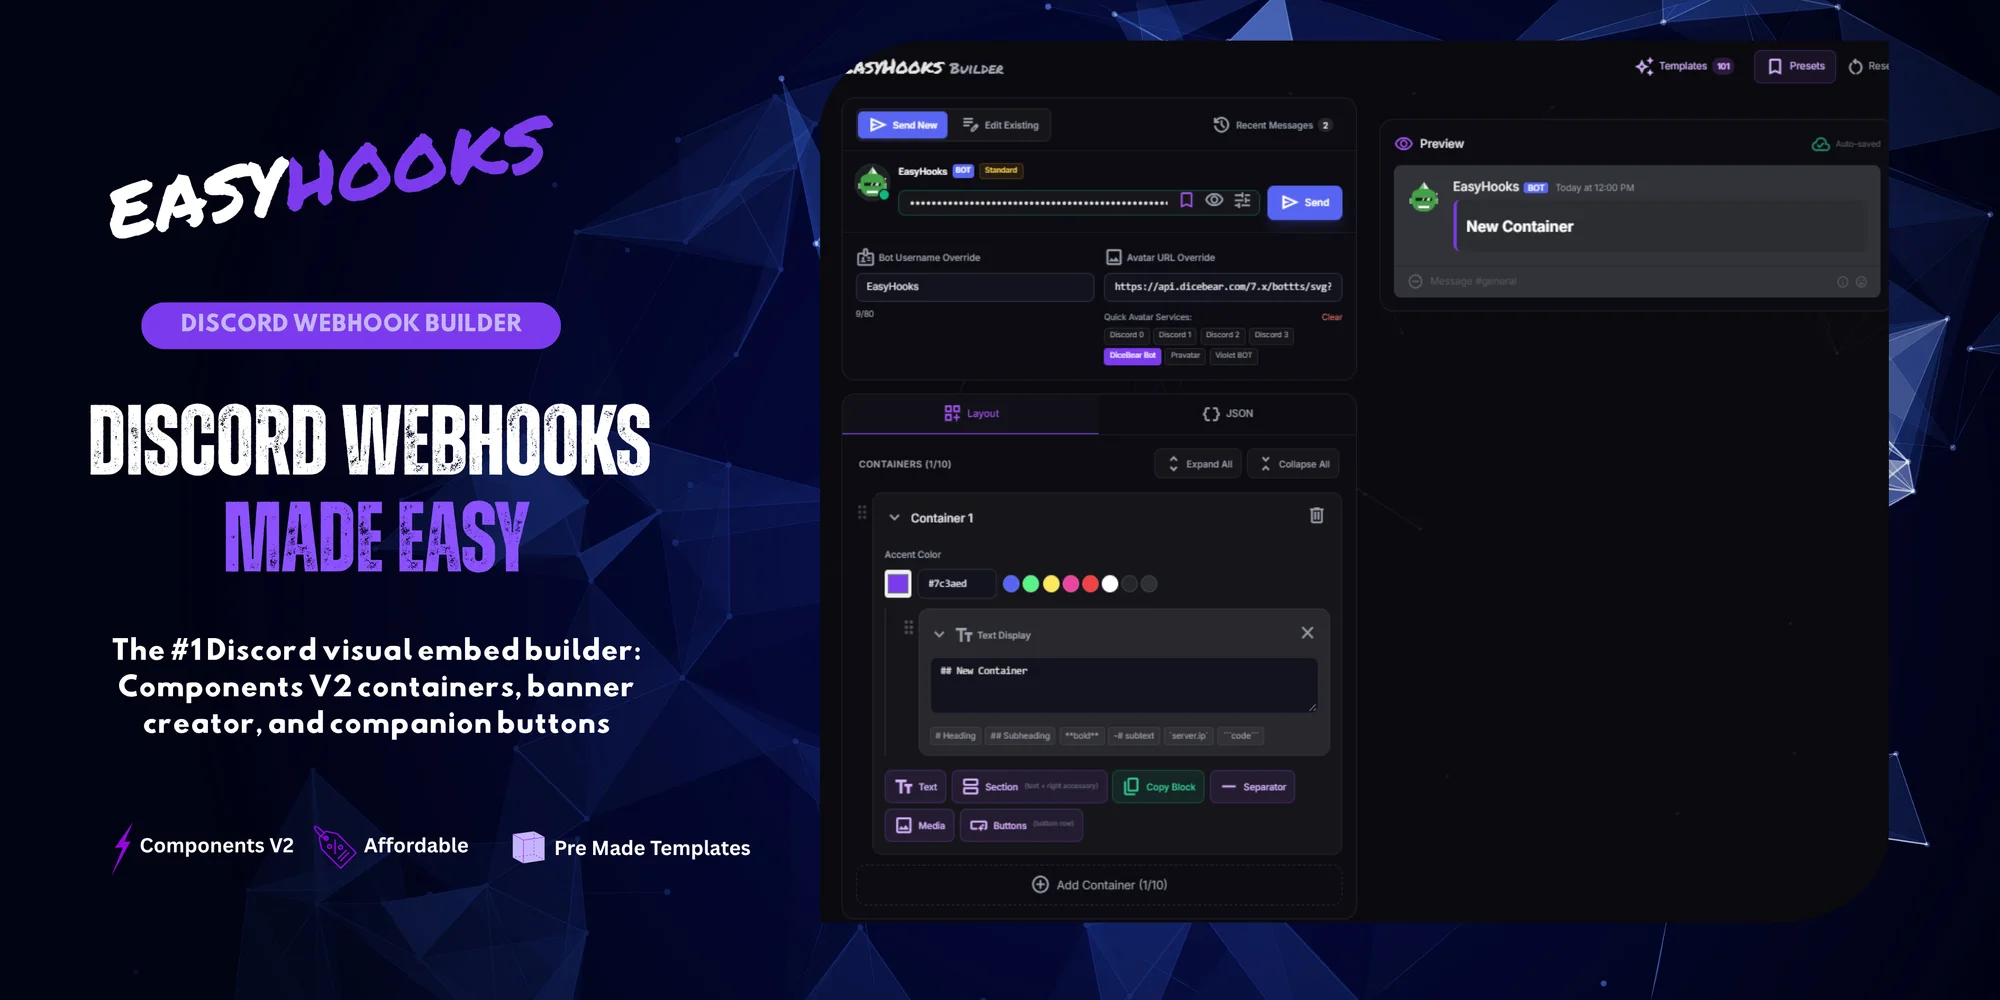 EASYHOOKS
DISCORD WEBHOOK BUILDER
DISCORD WEBHOOKS
MADE EASY
The #1 Discord visual embed builder:
Components V2 containers, banner
creator, and companion buttons
Components V2
Affordable
Pre Made Templates
EASYHOOKS BUILDER
Templates 101
Presets
Rese
Send New
Edit Existing
Recent Messages 2
EasyHooks BOT Standard
Send
Bot Username Override
EasyHooks
9/80
Avatar URL Override
https://api.dicebear.com/7.x/bottts/svg?
Quick Avatar Services:
Clear
Discord 0
Discord 1
Discord 2
Discord 3
DiceBear Bot
Pravatar
Violet BOT
Layout
JSON
CONTAINERS (1/10)
Expand All
Collapse All
Container 1
Accent Color
#7c3aed
Text Display
## New Container
# Heading
## Subheading
**bold**
-# subtext
`server.ip`
```code```
Text
Section (text + right accessory)
Copy Block
Separator
Media
Buttons (button row)
Add Container (1/10)
Preview
Auto-saved
EasyHooks BOT Today at 12:00 PM
New Container
Message #general